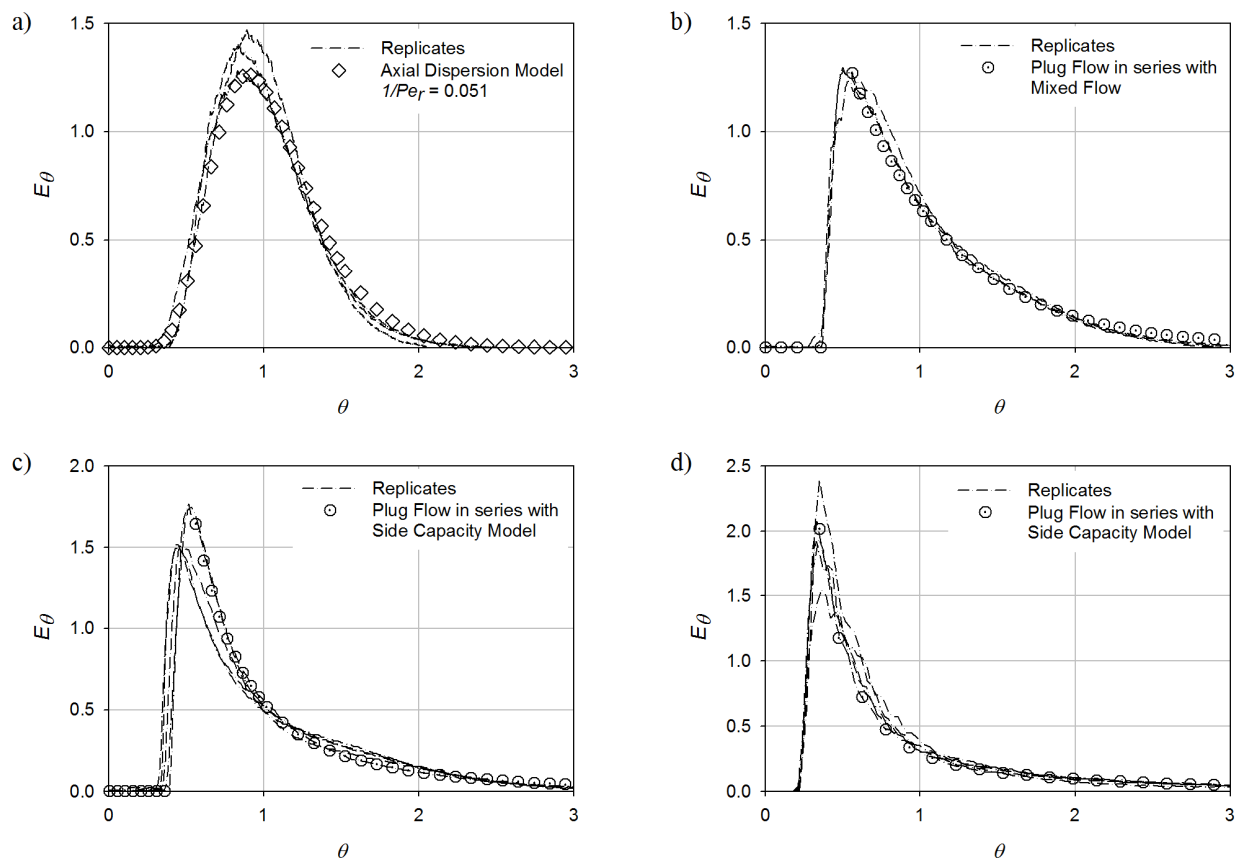 a)
1.5
1.0
0.5
0.0
Eθ
0
1
2
3
θ
Replicates
Axial Dispersion Model
1/Peᵣ = 0.051
b)
1.5
1.0
0.5
0.0
Eθ
0
1
2
3
θ
Replicates
Plug Flow in series with
Mixed Flow
c)
2.0
1.5
1.0
0.5
0.0
Eθ
0
1
2
3
θ
Replicates
Plug Flow in series with
Side Capacity Model
d)
2.5
2.0
1.5
1.0
0.5
0.0
Eθ
0
1
2
3
θ
Replicates
Plug Flow in series with
Side Capacity Model